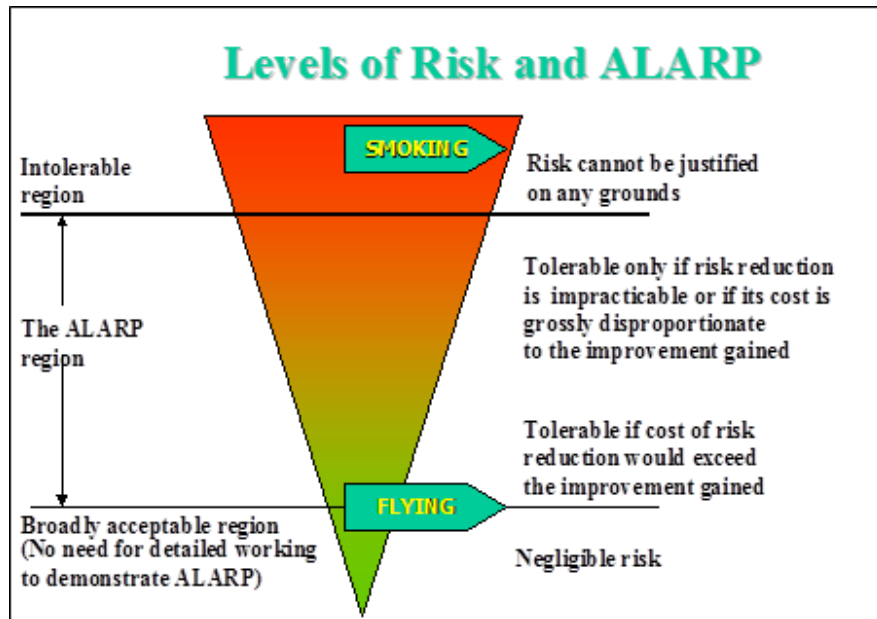 Levels of Risk and ALARP
SMOKING
Intolerable
region
Risk cannot be justified
on any grounds
Tolerable only if risk reduction
is impracticable or if its cost is
grossly disproportionate
to the improvement gained
The ALARP
region
Tolerable if cost of risk
reduction would exceed
the improvement gained
FLYING
Broadly acceptable region
(No need for detailed working
to demonstrate ALARP)
Negligible risk